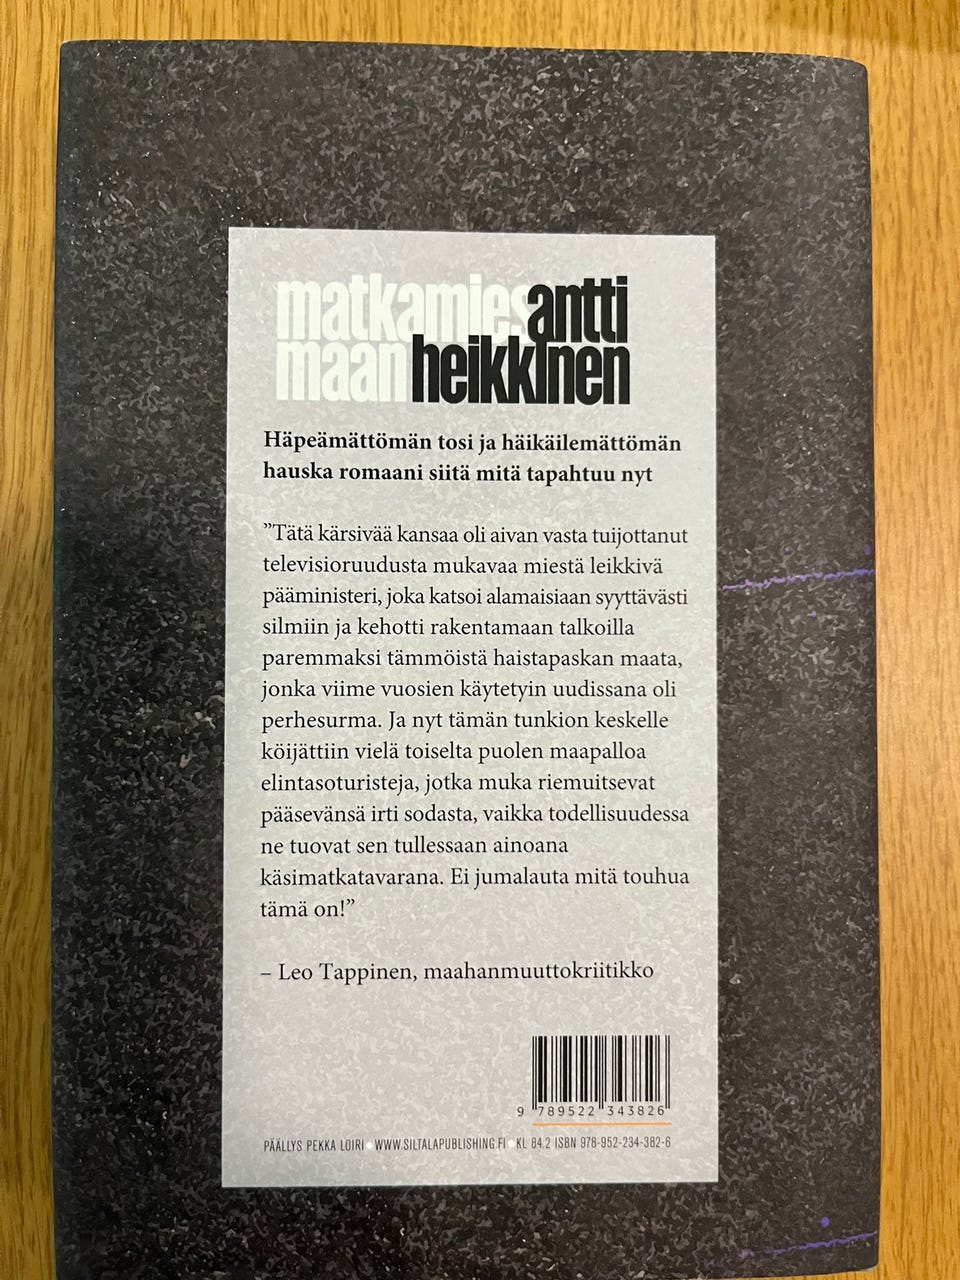 matkamies antti
maan heikkinen
Häpeämättömän tosi ja häikäilemättömän
hauska romaani siitä mitä tapahtuu nyt
”Tätä kärsivää kansaa oli aivan vasta tuijottanut
televisioruudusta mukavaa miestä leikkivä
pääministeri, joka katsoi alamaisiaan syyttävästi
silmiin ja kehotti rakentamaan talkoilla
paremmaksi tämmöistä haistapaskan maata,
jonka viime vuosien käytetyin uudissana oli
perhesurma. Ja nyt tämän tunkion keskelle
köijättiin vielä toiselta puolen maapalloa
elintasoturisteja, jotka muka riemuitsevat
pääsevänsä irti sodasta, vaikka todellisuudessa
ne tuovat sen tullessaan ainoana
käsimatkatavarana. Ei jumalauta mitä touhua
tämä on!”
– Leo Tappinen, maahanmuuttokriitikko
9 789522 343826
PÄÄLLYS PEKKA LOIRI • WWW.SILTALAPUBLISHING.FI • KL 84.2 ISBN 978-952-234-382-6